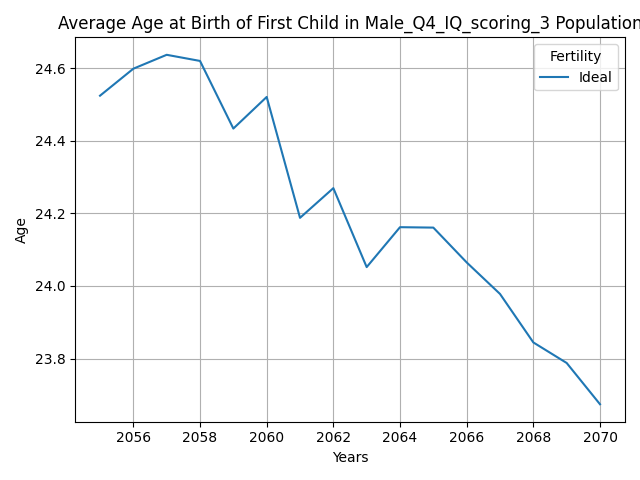 Average Age at Birth of First Child in Male_Q4_IQ_scoring_3 Population
Fertility
Ideal
24.6
24.4
24.2
24.0
23.8
Age
2056 2058 2060 2062 2064 2066 2068 2070
Years